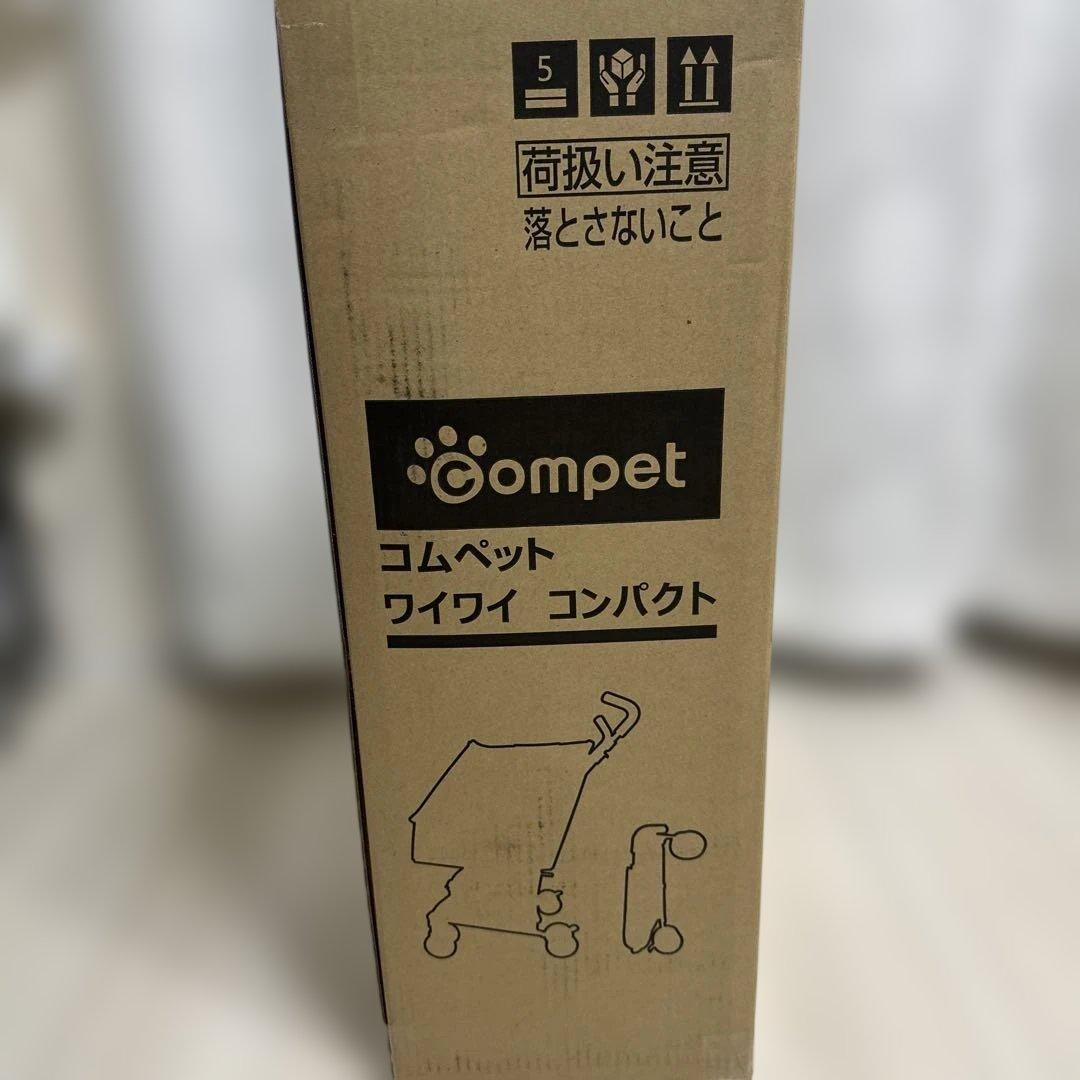 5
荷扱い注意
落とさないこと
compet
コムペット
ワイワイ コンパクト